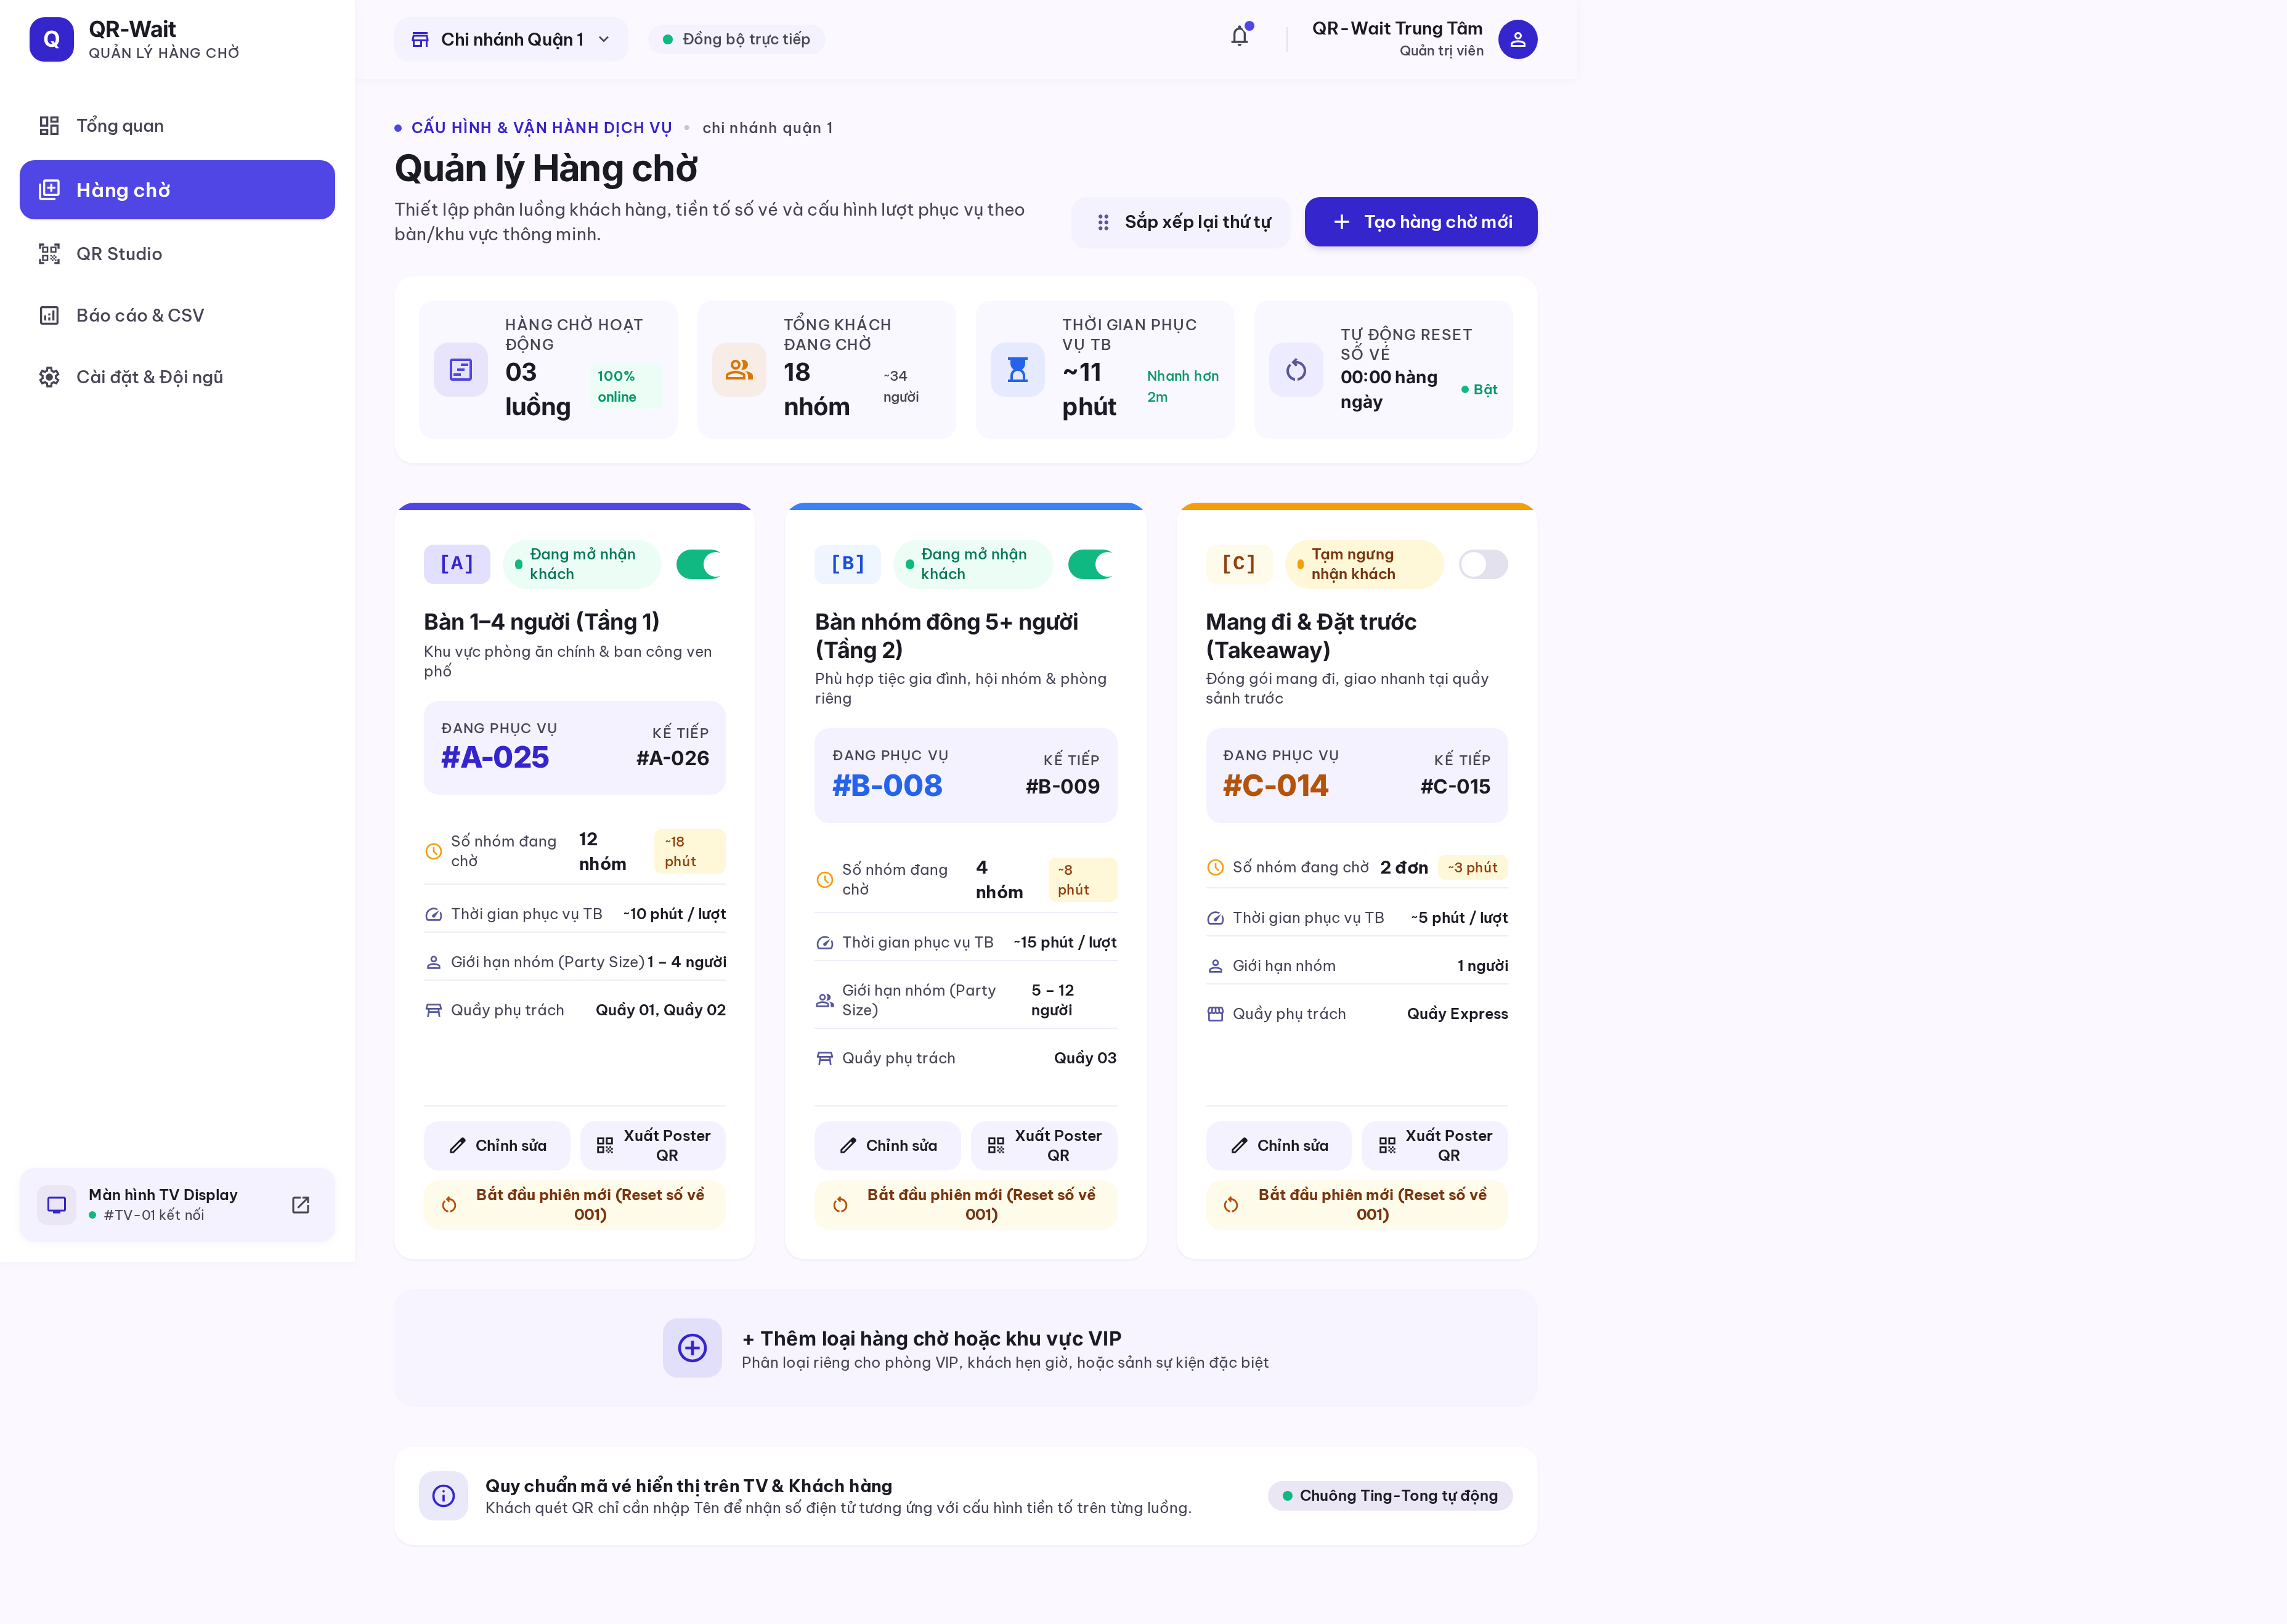 Q
QR-Wait
QUẢN LÝ HÀNG CHỜ
Tổng quan
Hàng chờ
QR Studio
Báo cáo & CSV
Cài đặt & Đội ngũ
Màn hình TV Display
#TV-01 kết nối
Chi nhánh Quận 1
Đồng bộ trực tiếp
QR-Wait Trung Tâm
Quản trị viên
CẤU HÌNH & VẬN HÀNH DỊCH VỤ • chi nhánh quận 1
Quản lý Hàng chờ
Thiết lập phân luồng khách hàng, tiền tố số vé và cấu hình lượt phục vụ theo
bàn/khu vực thông minh.
Sắp xếp lại thứ tự
Tạo hàng chờ mới
HÀNG CHỜ HOẠT
ĐỘNG
03
luồng
100%
online
TỔNG KHÁCH
ĐANG CHỜ
18
nhóm
~34
người
THỜI GIAN PHỤC
VỤ TB
~11
phút
Nhanh hơn
2m
TỰ ĐỘNG RESET
SỐ VÉ
00:00 hàng
ngày
Bật
[A]
Đang mở nhận
khách
Bàn 1–4 người (Tầng 1)
Khu vực phòng ăn chính & ban công ven
phố
ĐANG PHỤC VỤ
#A-025
KẾ TIẾP
#A-026
Số nhóm đang
chờ
12
nhóm
~18
phút
Thời gian phục vụ TB
~10 phút / lượt
Giới hạn nhóm (Party Size)
1 – 4 người
Quầy phụ trách
Quầy 01, Quầy 02
Chỉnh sửa
Xuất Poster
QR
Bắt đầu phiên mới (Reset số về
001)
[B]
Đang mở nhận
khách
Bàn nhóm đông 5+ người
(Tầng 2)
Phù hợp tiệc gia đình, hội nhóm & phòng
riêng
ĐANG PHỤC VỤ
#B-008
KẾ TIẾP
#B-009
Số nhóm đang
chờ
4
nhóm
~8
phút
Thời gian phục vụ TB
~15 phút / lượt
Giới hạn nhóm (Party
Size)
5 – 12
người
Quầy phụ trách
Quầy 03
Chỉnh sửa
Xuất Poster
QR
Bắt đầu phiên mới (Reset số về
001)
[C]
Tạm ngưng
nhận khách
Mang đi & Đặt trước
(Takeaway)
Đóng gói mang đi, giao nhanh tại quầy
sảnh trước
ĐANG PHỤC VỤ
#C-014
KẾ TIẾP
#C-015
Số nhóm đang chờ
2 đơn
~3 phút
Thời gian phục vụ TB
~5 phút / lượt
Giới hạn nhóm
1 người
Quầy phụ trách
Quầy Express
Chỉnh sửa
Xuất Poster
QR
Bắt đầu phiên mới (Reset số về
001)
+ Thêm loại hàng chờ hoặc khu vực VIP
Phân loại riêng cho phòng VIP, khách hẹn giờ, hoặc sảnh sự kiện đặc biệt
Quy chuẩn mã vé hiển thị trên TV & Khách hàng
Khách quét QR chỉ cần nhập Tên để nhận số điện tử tương ứng với cấu hình tiền tố trên từng luồng.
Chuông Ting-Tong tự động